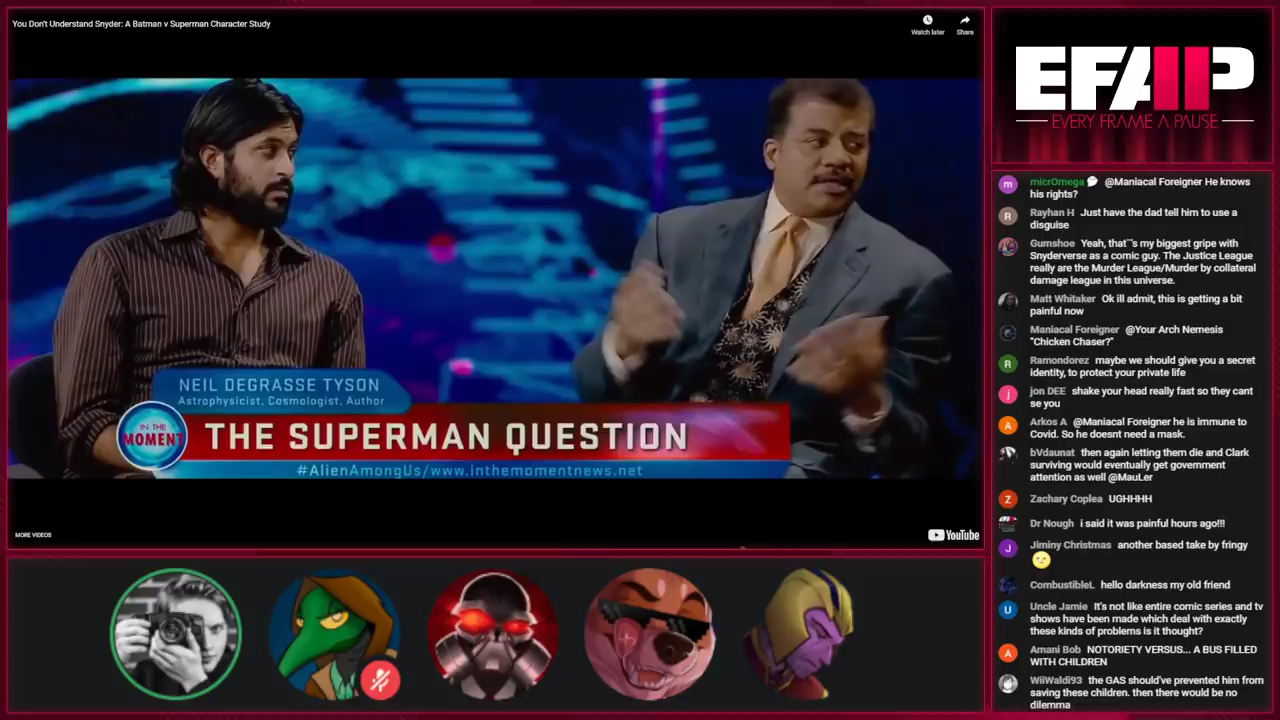 You Don't Understand Snyder: A Batman v Superman Character Study
Watch later
Share
NEIL DEGRASSE TYSON
Astrophysicist, Cosmologist, Author
IN THE
MOMENT
THE SUPERMAN QUESTION
#AlienAmongUs/www.inthemomentnews.net
MORE VIDEOS
YouTube
EFAP
EVERY FRAME A PAUSE
m
micrOmega @Maniacal Foreigner He knows
his rights?
R
Rayhan H Just have the dad tell him to use a
disguise
Gumshoe Yeah, that¨s my biggest gripe with
Snyderverse as a comic guy. The Justice League
really are the Murder League/Murder by collateral
damage league in this universe.
Matt Whitaker Ok ill admit, this is getting a bit
painful now
Maniacal Foreigner @Your Arch Nemesis
"Chicken Chaser?"
R
Ramondorez maybe we should give you a secret
identity, to protect your private life
j
jon DEE shake your head really fast so they cant
se you
A
Arkos A @Maniacal Foreigner he is immune to
Covid. So he doesnt need a mask.
bVdaunat then again letting them die and Clark
surviving would eventually get government
attention as well @MauLer
Z
Zachary Coplea UGHHHH
Dr Nough i said it was painful hours ago!!!
J
Jiminy Christmas another based take by fringy
CombustibleL hello darkness my old friend
U
Uncle Jamie It's not like entire comic series and tv
shows have been made which deal with exactly
these kinds of problems is it thought?
A
Amani Bob NOTORIETY VERSUS... A BUS FILLED
WITH CHILDREN
WiiWaldi93 the GAS should've prevented him from
saving these children. then there would be no
dilemma